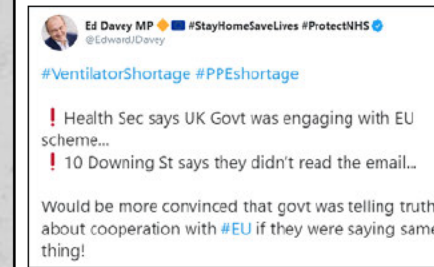 Ed Davey MP 🔶🇪🇺 #StayHomeSaveLives #ProtectNHS
@EdwardJDavey
#VentilatorShortage #PPEshortage
❗ Health Sec says UK Govt was engaging with EU
scheme...
❗ 10 Downing St says they didn't read the email...
Would be more convinced that govt was telling truth
about cooperation with #EU if they were saying same
thing!